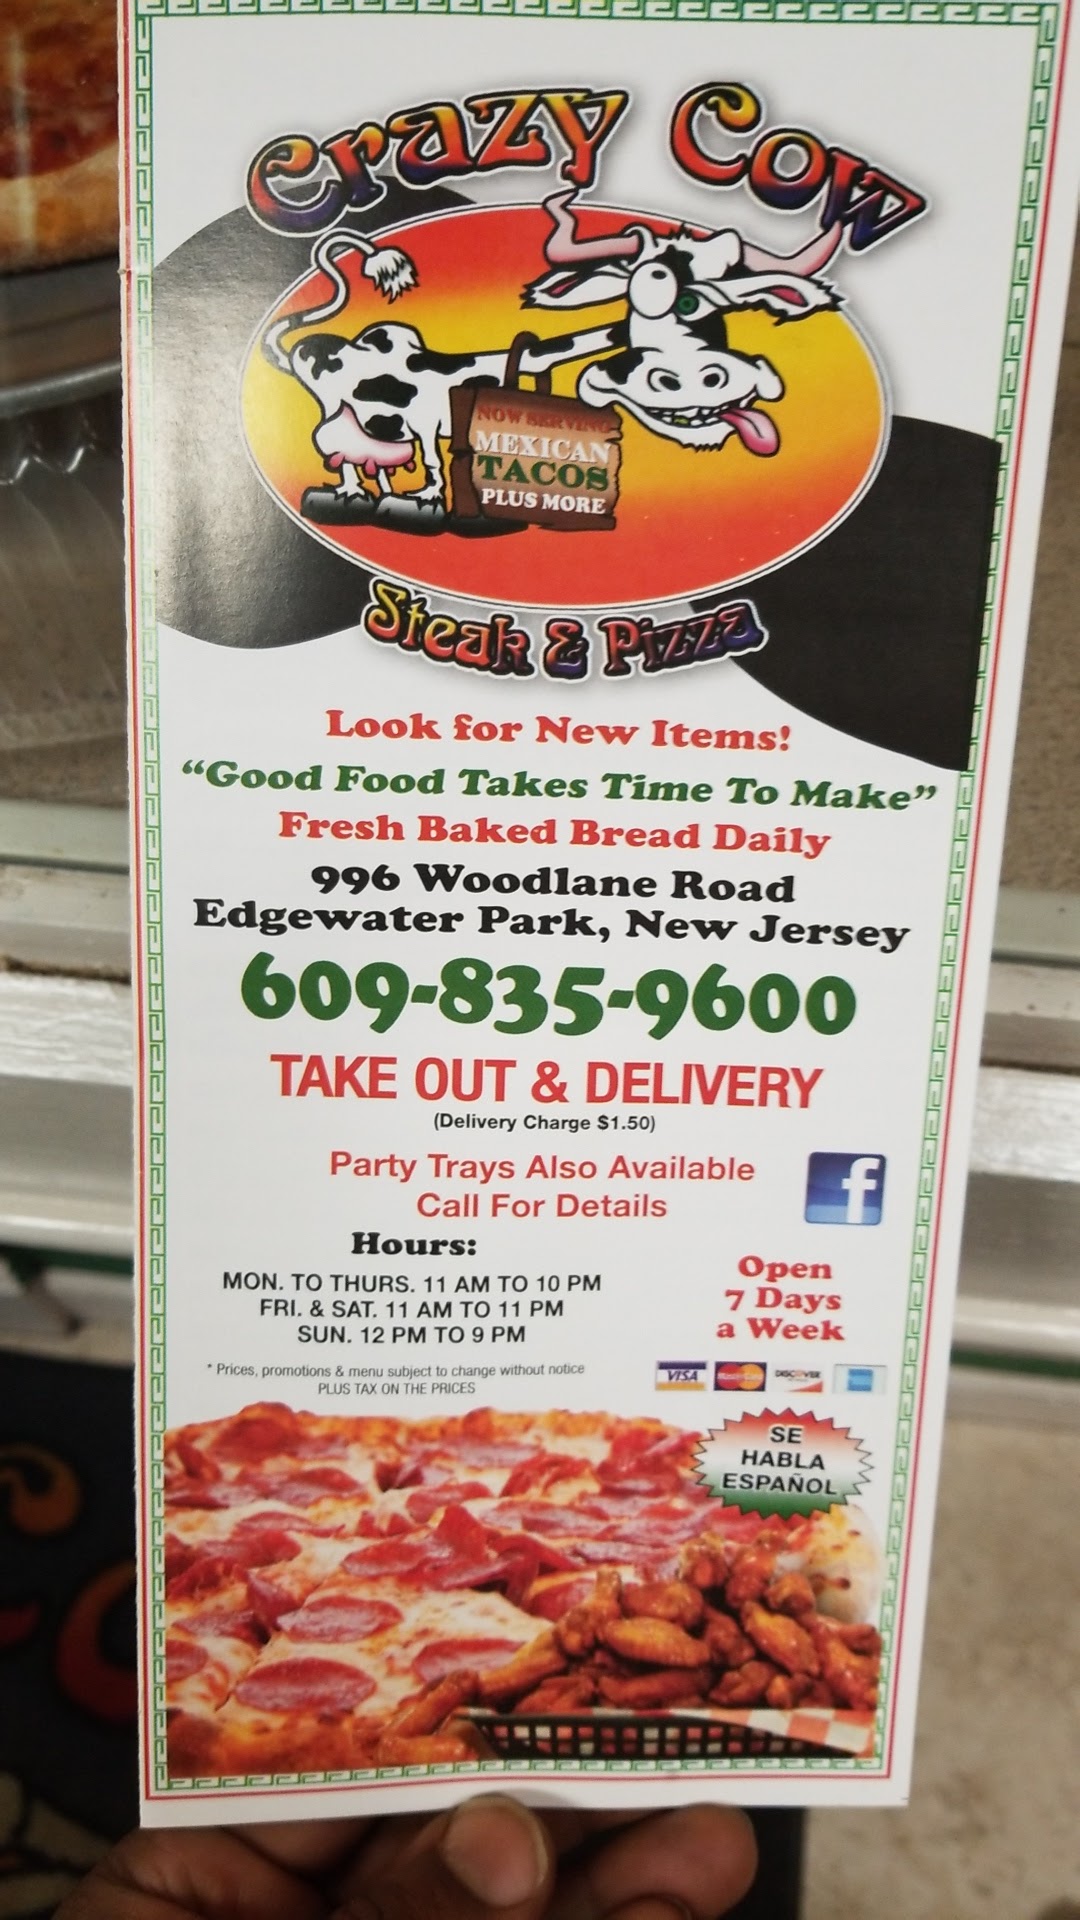 Crazy Cow
NOW SERVING
MEXICAN
TACOS
PLUS MORE
Steak & Pizza
Look for New Items!
“Good Food Takes Time To Make”
Fresh Baked Bread Daily
996 Woodlane Road
Edgewater Park, New Jersey
609-835-9600
TAKE OUT & DELIVERY
(Delivery Charge $1.50)
Party Trays Also Available
Call For Details
f
Hours:
MON. TO THURS. 11 AM TO 10 PM
FRI. & SAT. 11 AM TO 11 PM
SUN. 12 PM TO 9 PM
Open
7 Days
a Week
* Prices, promotions & menu subject to change without notice
PLUS TAX ON THE PRICES
VISA MasterCard DISCOVER
SE
HABLA
ESPAÑOL